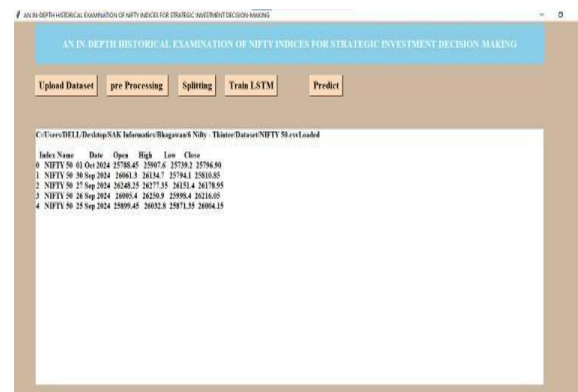 AN IN-DEPTH HISTORICAL EXAMINATION OF NIFTY INDICES FOR STRATEGIC INVESTMENT DECISION-MAKING
AN IN-DEPTH HISTORICAL EXAMINATION OF NIFTY INDICES FOR STRATEGIC INVESTMENT DECISION-MAKING
Upload Dataset pre Processing Splitting Train LSTM Predict
C:/Users/DELL/Desktop/SAK Informatics/Bhagawan/6 Nifty - Tkinter/Dataset/NIFTY 50.csvLoaded
Index Name Date Open High Low Close
0 NIFTY 50 01 Oct 2024 25788.45 25907.6 25739.2 25796.90
1 NIFTY 50 30 Sep 2024 26061.3 26134.7 25794.1 25810.85
2 NIFTY 50 27 Sep 2024 26248.25 26277.35 26151.4 26178.95
3 NIFTY 50 26 Sep 2024 26005.4 26250.9 25998.4 26216.05
4 NIFTY 50 25 Sep 2024 25899.45 26032.8 25871.35 26004.15